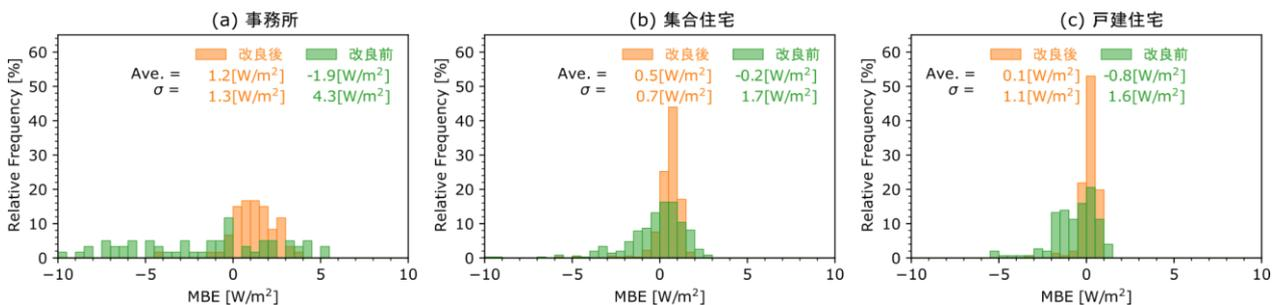 (a) 事務所
Relative Frequency [%]
60
50
40
30
20
10
0
改良後 改良前
Ave. = 1.2[W/m²] -1.9[W/m²]
σ = 1.3[W/m²] 4.3[W/m²]
−10 −5 0 5 10
MBE [W/m²]
(b) 集合住宅
Relative Frequency [%]
60
50
40
30
20
10
0
改良後 改良前
Ave. = 0.5[W/m²] -0.2[W/m²]
σ = 0.7[W/m²] 1.7[W/m²]
−10 −5 0 5 10
MBE [W/m²]
(c) 戸建住宅
Relative Frequency [%]
60
50
40
30
20
10
0
改良後 改良前
Ave. = 0.1[W/m²] -0.8[W/m²]
σ = 1.1[W/m²] 1.6[W/m²]
−10 −5 0 5 10
MBE [W/m²]